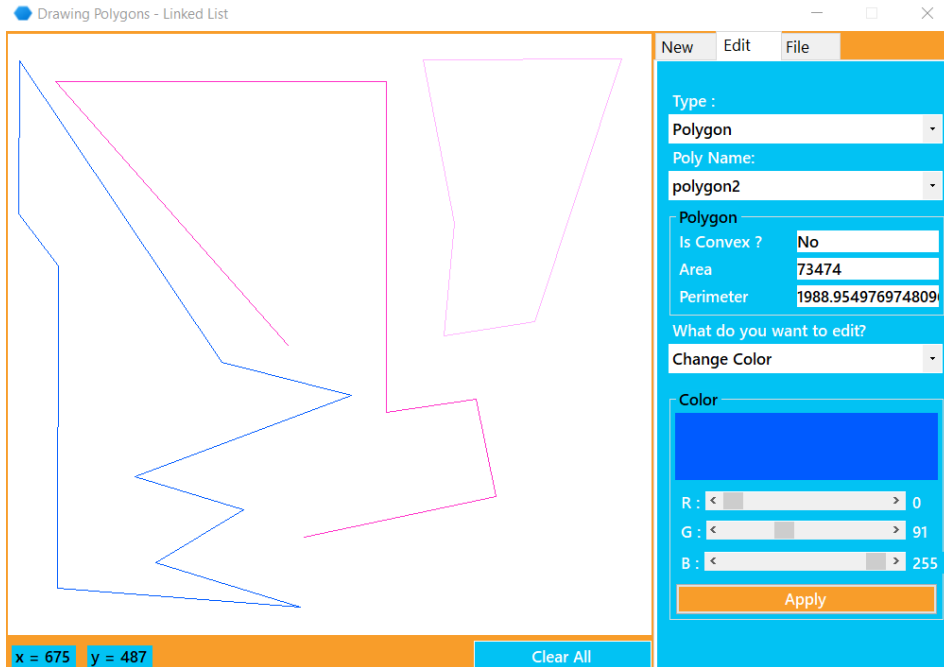 Drawing Polygons - Linked List
New Edit File
Type :
Polygon
Poly Name:
polygon2
Polygon
Is Convex ? No
Area 73474
Perimeter 1988.954976974809
What do you want to edit?
Change Color
Color
R : < > 0
G : < > 91
B : < > 255
Apply
x = 675 y = 487
Clear All